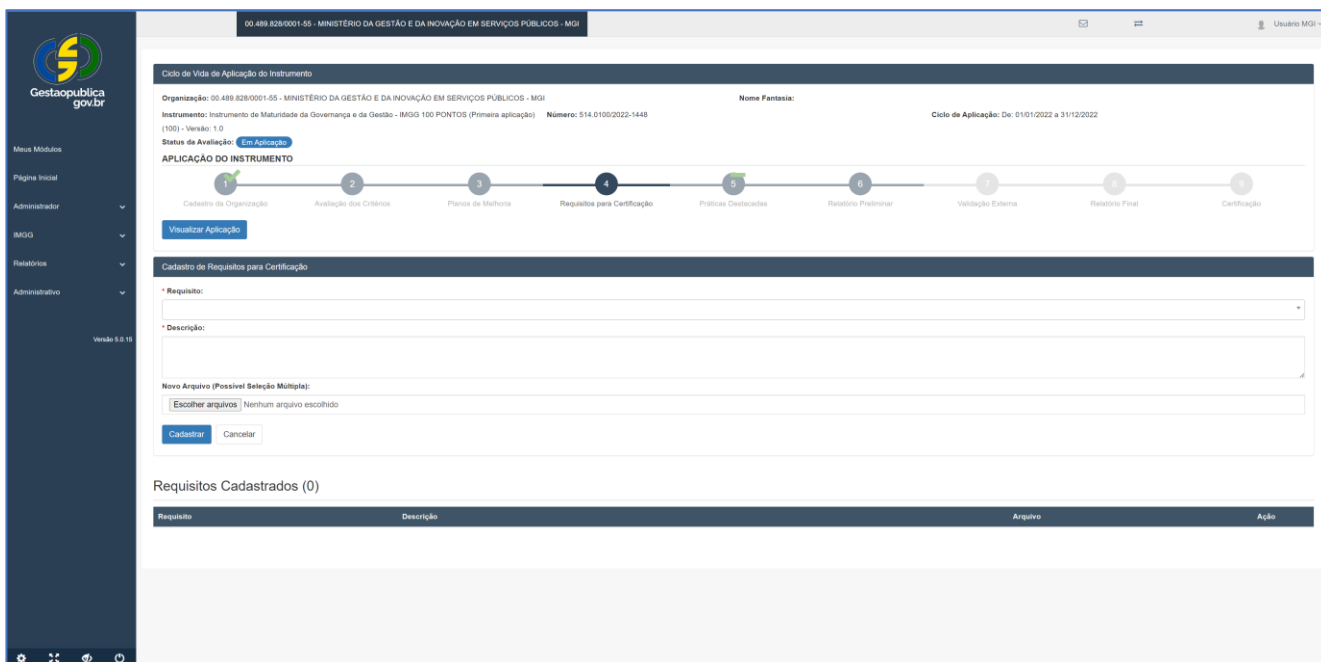 00.489.828/0001-55 - MINISTÉRIO DA GESTÃO E DA INOVAÇÃO EM SERVIÇOS PÚBLICOS - MGI
Usuário MGI
Gestaopublica
gov.br
Meus Módulos
Página Inicial
Administrador
IMGG
Relatórios
Administrativo
Versão 5.0.15
Ciclo de Vida de Aplicação do Instrumento
Organização: 00.489.828/0001-55 - MINISTÉRIO DA GESTÃO E DA INOVAÇÃO EM SERVIÇOS PÚBLICOS - MGI Nome Fantasia:
Instrumento: Instrumento de Maturidade da Governança e da Gestão - IMGG 100 PONTOS (Primeira aplicação) Número: 514.0100/2022-1448 Ciclo de Aplicação: De: 01/01/2022 a 31/12/2022
(100) - Versão: 1.0
Status da Avaliação: Em Aplicação
APLICAÇÃO DO INSTRUMENTO
1 2 3 4 5 6 7 8 9
Cadastro da Organização Avaliação dos Critérios Planos de Melhoria Requisitos para Certificação Práticas Destacadas Relatório Preliminar Validação Externa Relatório Final Certificação
Visualizar Aplicação
Cadastro de Requisitos para Certificação
* Requisito:
* Descrição:
Novo Arquivo (Possível Seleção Múltipla):
Escolher arquivos Nenhum arquivo escolhido
Cadastrar Cancelar
Requisitos Cadastrados (0)
Requisito Descrição Arquivo Ação